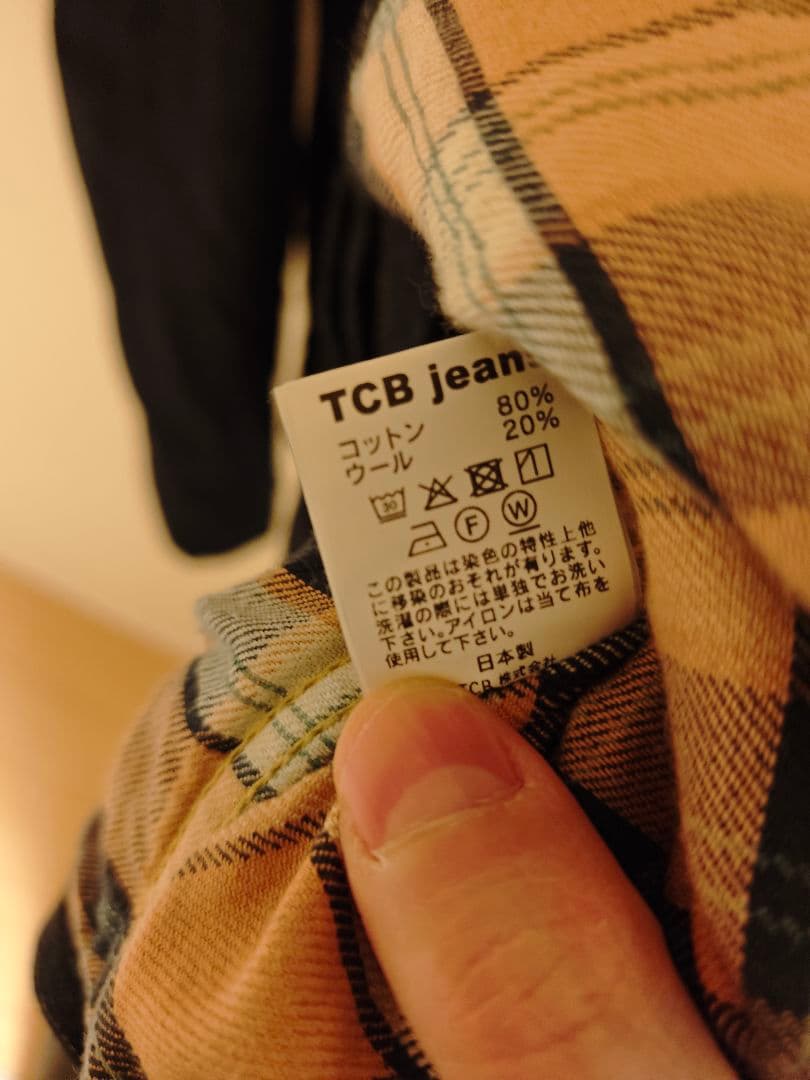 TCB jeans
コットン 80%
ウール 20%
30
F W
この製品は染色の特性上他
に移染のおそれが有ります。
洗濯の際には単独でお洗い
下さい。アイロンは当て布を
使用して下さい。
日本製
TCB 株式会社